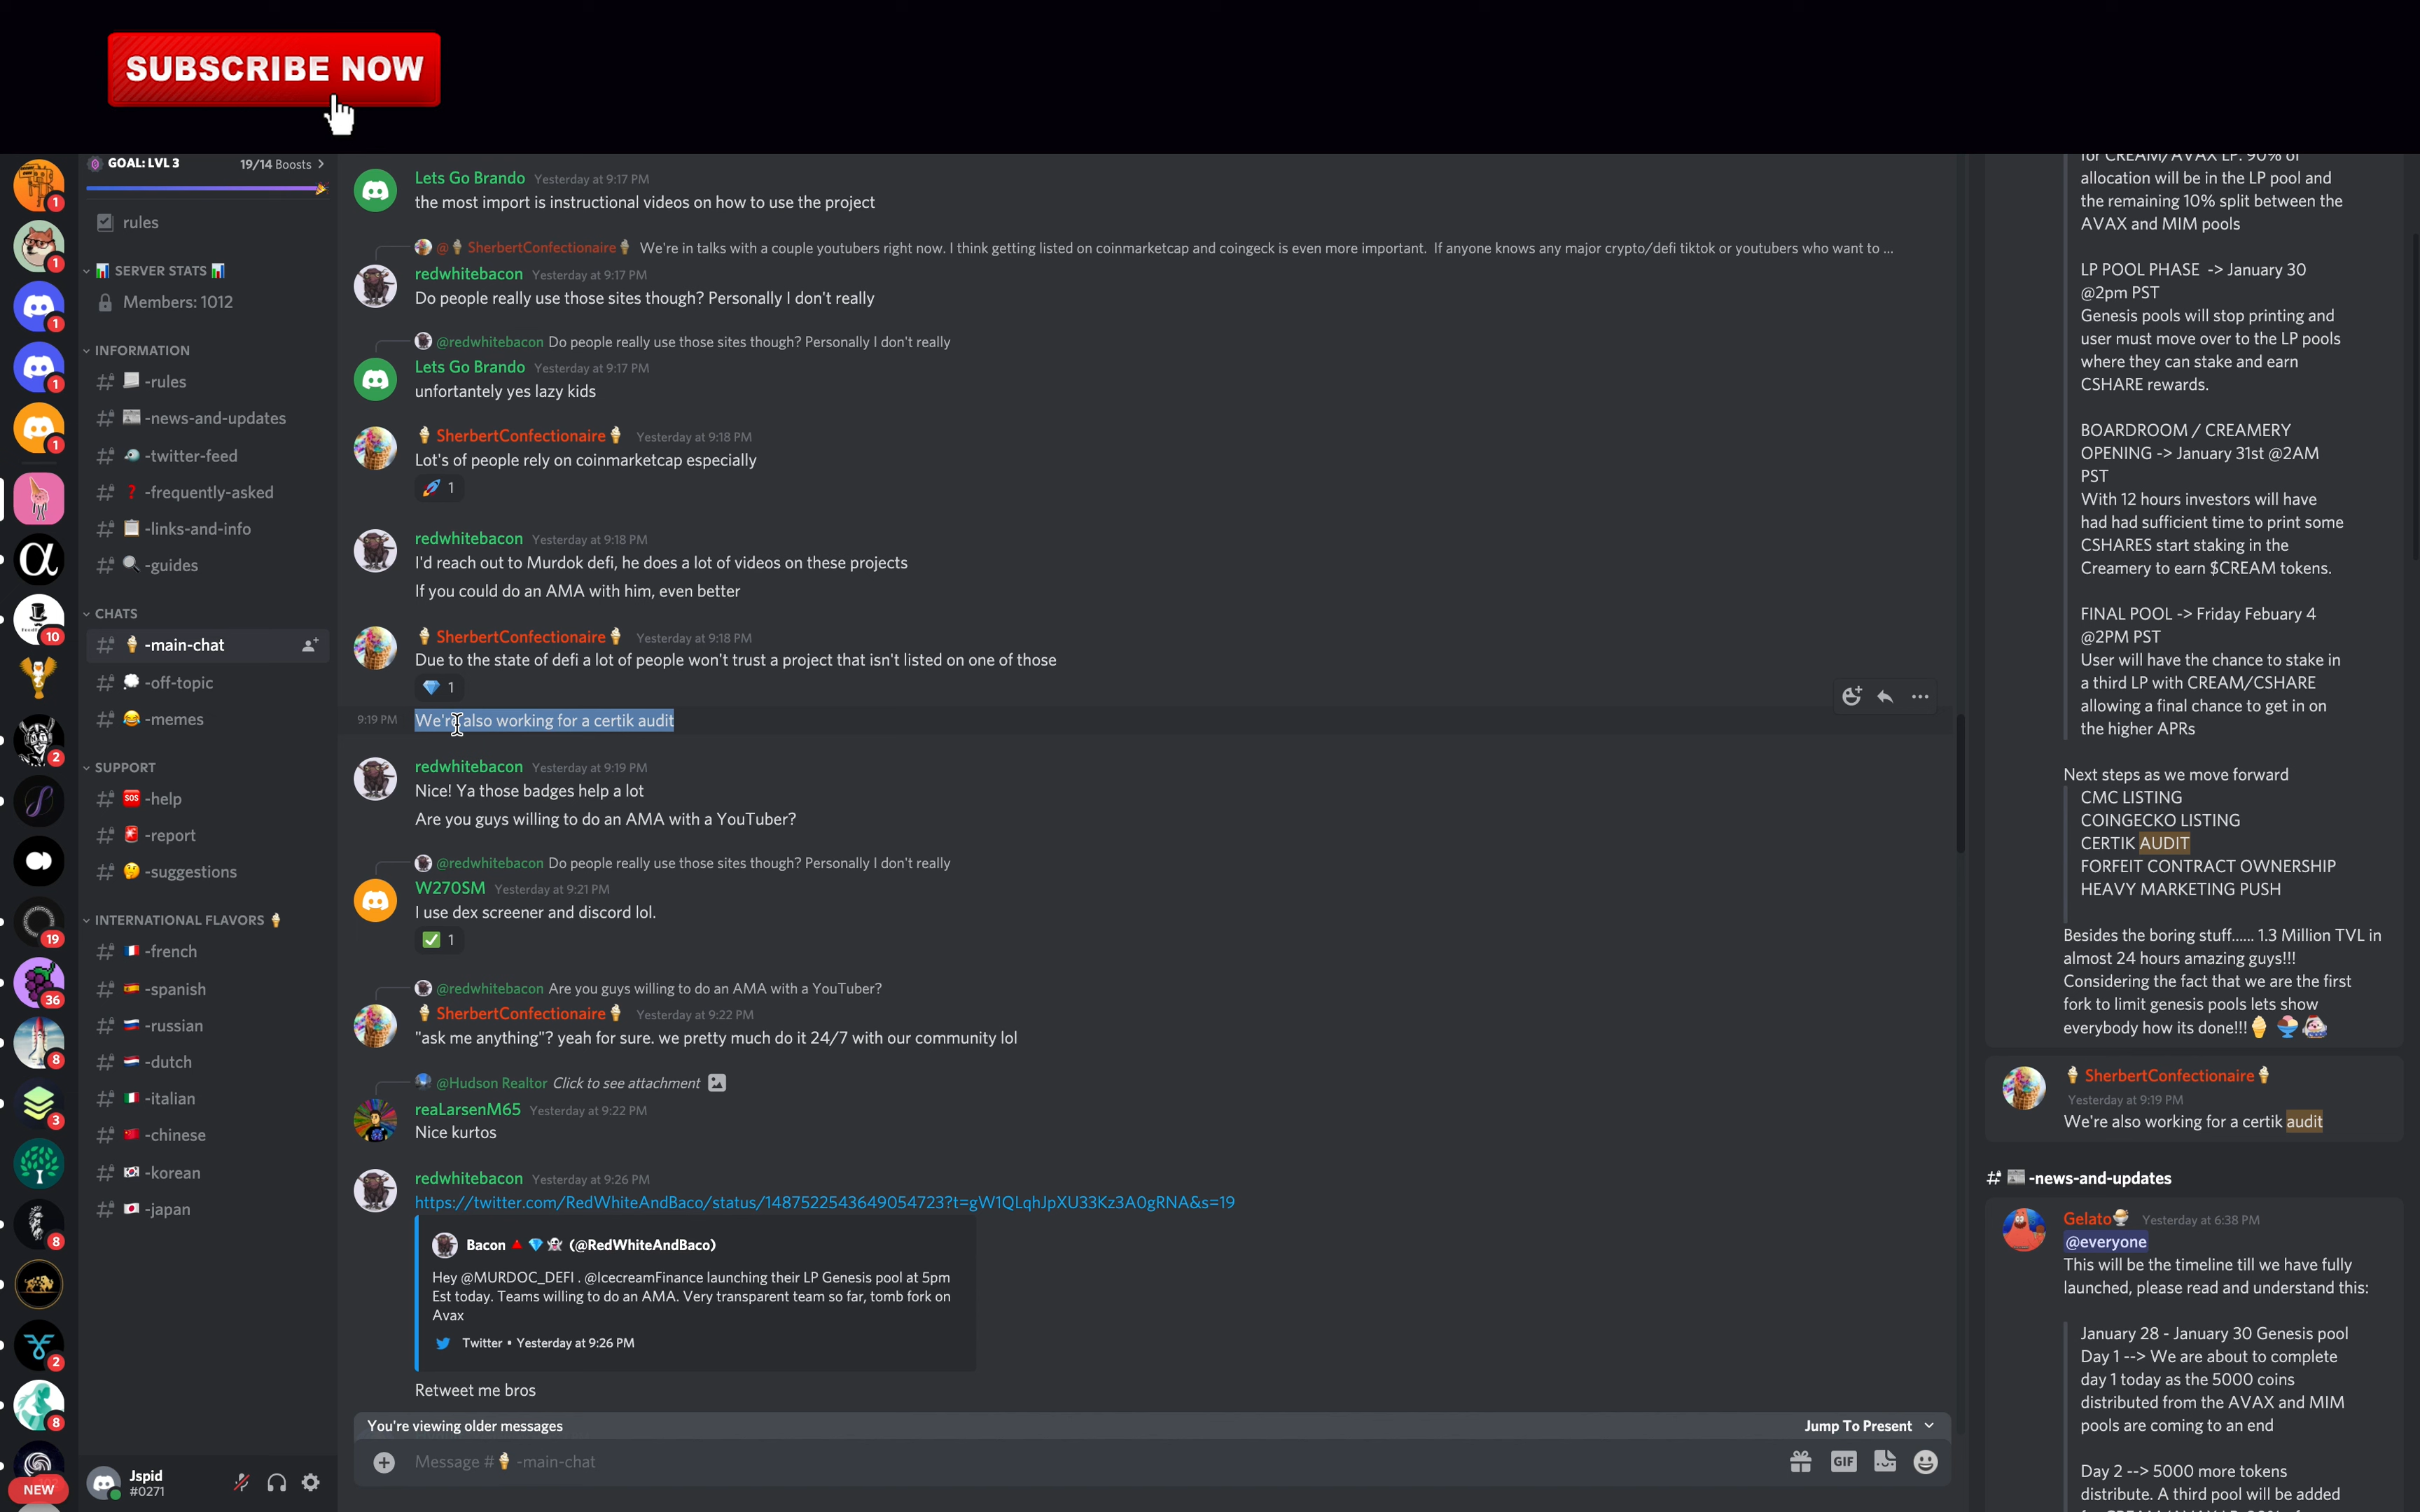 SUBSCRIBE NOW
GOAL: LVL 3
19/14 Boosts
rules
SERVER STATS
Members: 1012
INFORMATION
-rules
-news-and-updates
-twitter-feed
-frequently-asked
-links-and-info
-guides
CHATS
-main-chat
-off-topic
-memes
SUPPORT
-help
-report
-suggestions
INTERNATIONAL FLAVORS
-french
-spanish
-russian
-dutch
-italian
-chinese
-korean
-japan
Jspid
#0271
NEW
Lets Go Brando Yesterday at 9:17 PM
the most import is instructional videos on how to use the project
@ SherbertConfectionaire We're in talks with a couple youtubers right now. I think getting listed on coinmarketcap and coingeck is even more important. If anyone knows any major crypto/defi tiktok or youtubers who want to ...
redwhitebacon Yesterday at 9:17 PM
Do people really use those sites though? Personally I don't really
@redwhitebacon Do people really use those sites though? Personally I don't really
Lets Go Brando Yesterday at 9:17 PM
unfortantely yes lazy kids
SherbertConfectionaire Yesterday at 9:18 PM
Lot's of people rely on coinmarketcap especially
1
redwhitebacon Yesterday at 9:18 PM
I'd reach out to Murdok defi, he does a lot of videos on these projects
If you could do an AMA with him, even better
SherbertConfectionaire Yesterday at 9:18 PM
Due to the state of defi a lot of people won't trust a project that isn't listed on one of those
1
9:19 PM We're also working for a certik audit
redwhitebacon Yesterday at 9:19 PM
Nice! Ya those badges help a lot
Are you guys willing to do an AMA with a YouTuber?
@redwhitebacon Do people really use those sites though? Personally I don't really
W270SM Yesterday at 9:21 PM
I use dex screener and discord lol.
1
@redwhitebacon Are you guys willing to do an AMA with a YouTuber?
SherbertConfectionaire Yesterday at 9:22 PM
"ask me anything"? yeah for sure. we pretty much do it 24/7 with our community lol
@Hudson Realtor Click to see attachment
reaLarsenM65 Yesterday at 9:22 PM
Nice kurtos
redwhitebacon Yesterday at 9:26 PM
https://twitter.com/RedWhiteAndBaco/status/1487522543649054723?t=gW1QLqhJpXU33Kz3A0gRNA&s=19
Bacon (@RedWhiteAndBaco)
Hey @MURDOC_DEFI . @IcecreamFinance launching their LP Genesis pool at 5pm
Est today. Teams willing to do an AMA. Very transparent team so far, tomb fork on
Avax
Twitter • Yesterday at 9:26 PM
Retweet me bros
You're viewing older messages
Jump To Present
Message # -main-chat
GIF
for CREAM/AVAX LP. 90% of
allocation will be in the LP pool and
the remaining 10% split between the
AVAX and MIM pools
LP POOL PHASE -> January 30
@2pm PST
Genesis pools will stop printing and
user must move over to the LP pools
where they can stake and earn
CSHARE rewards.
BOARDROOM / CREAMERY
OPENING -> January 31st @2AM
PST
With 12 hours investors will have
had had sufficient time to print some
CSHARES start staking in the
Creamery to earn $CREAM tokens.
FINAL POOL -> Friday Febuary 4
@2PM PST
User will have the chance to stake in
a third LP with CREAM/CSHARE
allowing a final chance to get in on
the higher APRs
Next steps as we move forward
CMC LISTING
COINGECKO LISTING
CERTIK AUDIT
FORFEIT CONTRACT OWNERSHIP
HEAVY MARKETING PUSH
Besides the boring stuff...... 1.3 Million TVL in
almost 24 hours amazing guys!!!
Considering the fact that we are the first
fork to limit genesis pools lets show
everybody how its done!!!
SherbertConfectionaire
Yesterday at 9:19 PM
We're also working for a certik audit
# -news-and-updates
Gelato Yesterday at 6:38 PM
@everyone
This will be the timeline till we have fully
launched, please read and understand this:
January 28 - January 30 Genesis pool
Day 1 --> We are about to complete
day 1 today as the 5000 coins
distributed from the AVAX and MIM
pools are coming to an end
Day 2 --> 5000 more tokens
distribute. A third pool will be added